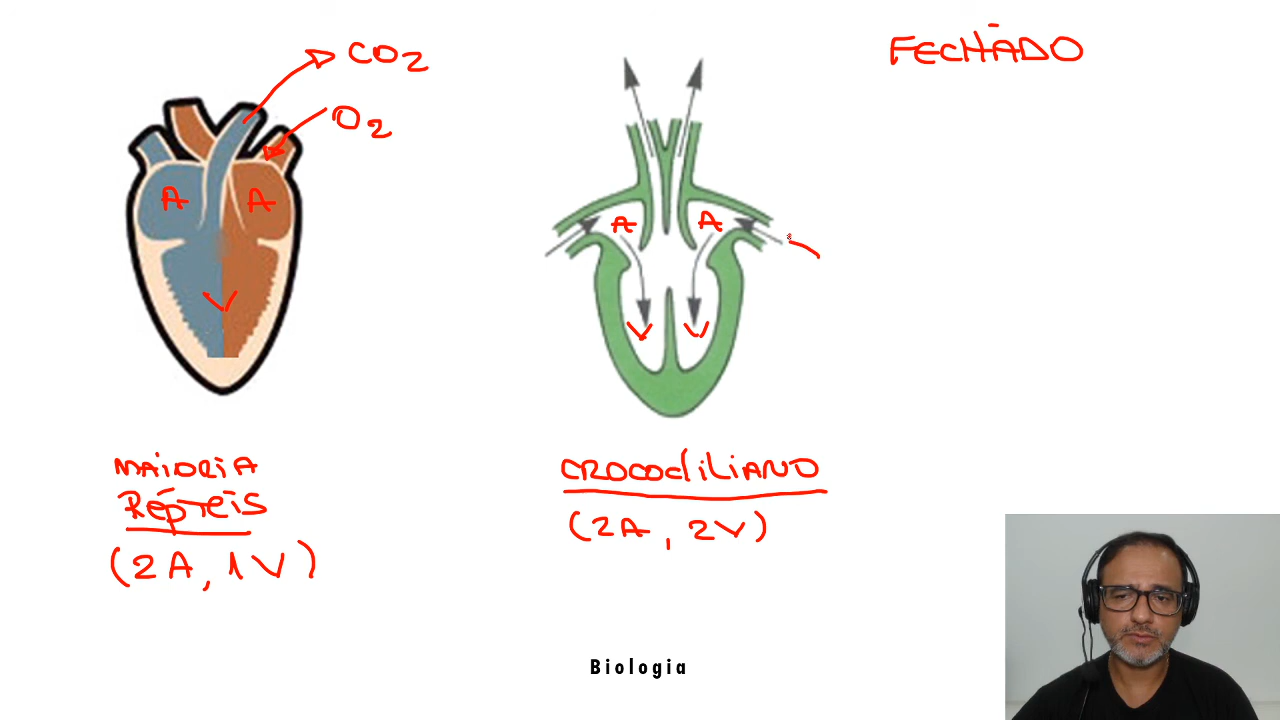 CO2
O2
FECHADO
A A
V
A A
V V
MAIORIA
RÉPTEIS
(2A, 1V)
CROCODILIANO
(2A, 2V)
Biologia